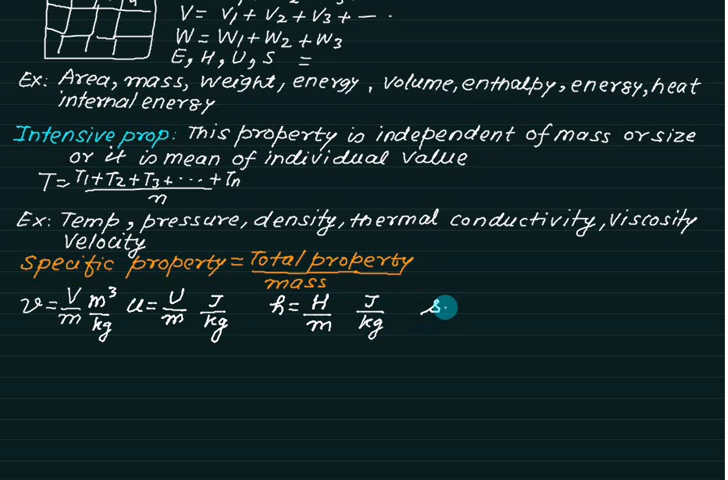 V = V1 + V2 + V3 + - - - .
W = W1 + W2 + W3
E, H, U, S =
Ex: Area, mass, weight, energy, volume, enthalpy, energy, heat
internal energy
Intensive prop: This property is independent of mass or size
or it is mean of individual value
T = T1 + T2 + T3 + ... + Tn / n
Ex: Temp, pressure, density, thermal conductivity, Viscosity
Velocity
Specific property = Total property / mass
v = V/m m³/kg u = U/m J/kg h = H/m J/kg s